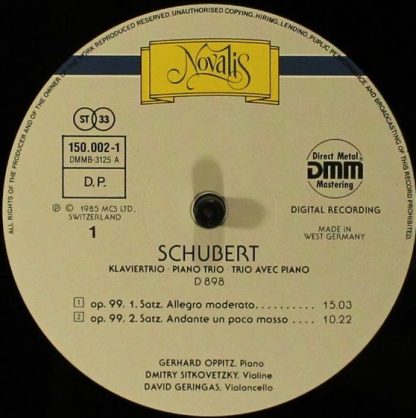 ALL RIGHTS OF THE PRODUCER AND OF THE OWNER OF THE WORK REPRODUCED RESERVED. UNAUTHORISED COPYING, HIRING, LENDING, PUPLIC PERFORMANCE AND BROADCASTING OF THIS RECORD PROHIBITED.
Novalis
ST 33
150.002-1
DMMB-3125 A
D.P.
Direct Metal
DMM
Mastering
℗ © 1985 MCS LTD.,
SWITZERLAND
DIGITAL RECORDING
1
MADE IN
WEST GERMANY
SCHUBERT
KLAVIERTRIO · PIANO TRIO · TRIO AVEC PIANO
D 898
1 op. 99. 1. Satz. Allegro moderato.......... 15.03
2 op. 99. 2. Satz. Andante un poco mosso.... 10.22
GERHARD OPPITZ, Piano
DMITRY SITKOVETZKY, Violine
DAVID GERINGAS, Violoncello